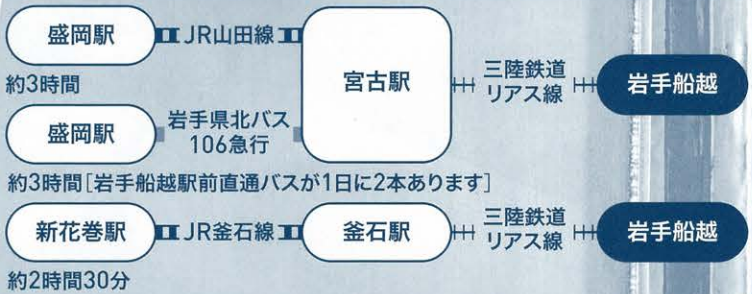 盛岡駅 JR山田線
約3時間
盛岡駅 岩手県北バス
106急行
宮古駅 三陸鉄道
リアス線 岩手船越
約3時間[岩手船越駅前直通バスが1日に2本あります]
新花巻駅 JR釜石線 釜石駅 三陸鉄道
リアス線 岩手船越
約2時間30分